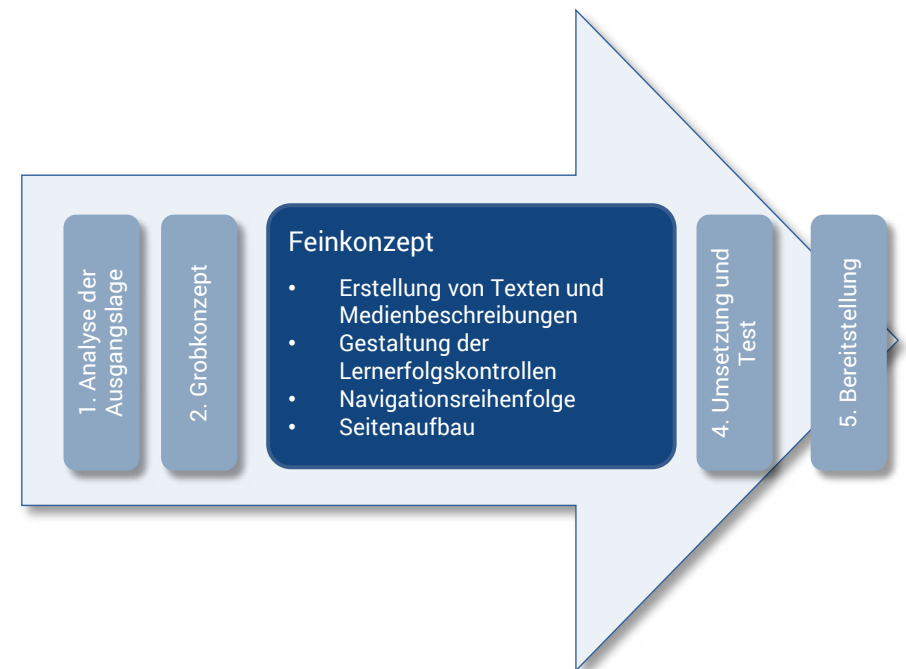 1. Analyse der
Ausgangslage
2. Grobkonzept
Feinkonzept
• Erstellung von Texten und
Medienbeschreibungen
• Gestaltung der
Lernerfolgskontrollen
• Navigationsreihenfolge
• Seitenaufbau
4. Umsetzung und
Test
5. Bereitstellung